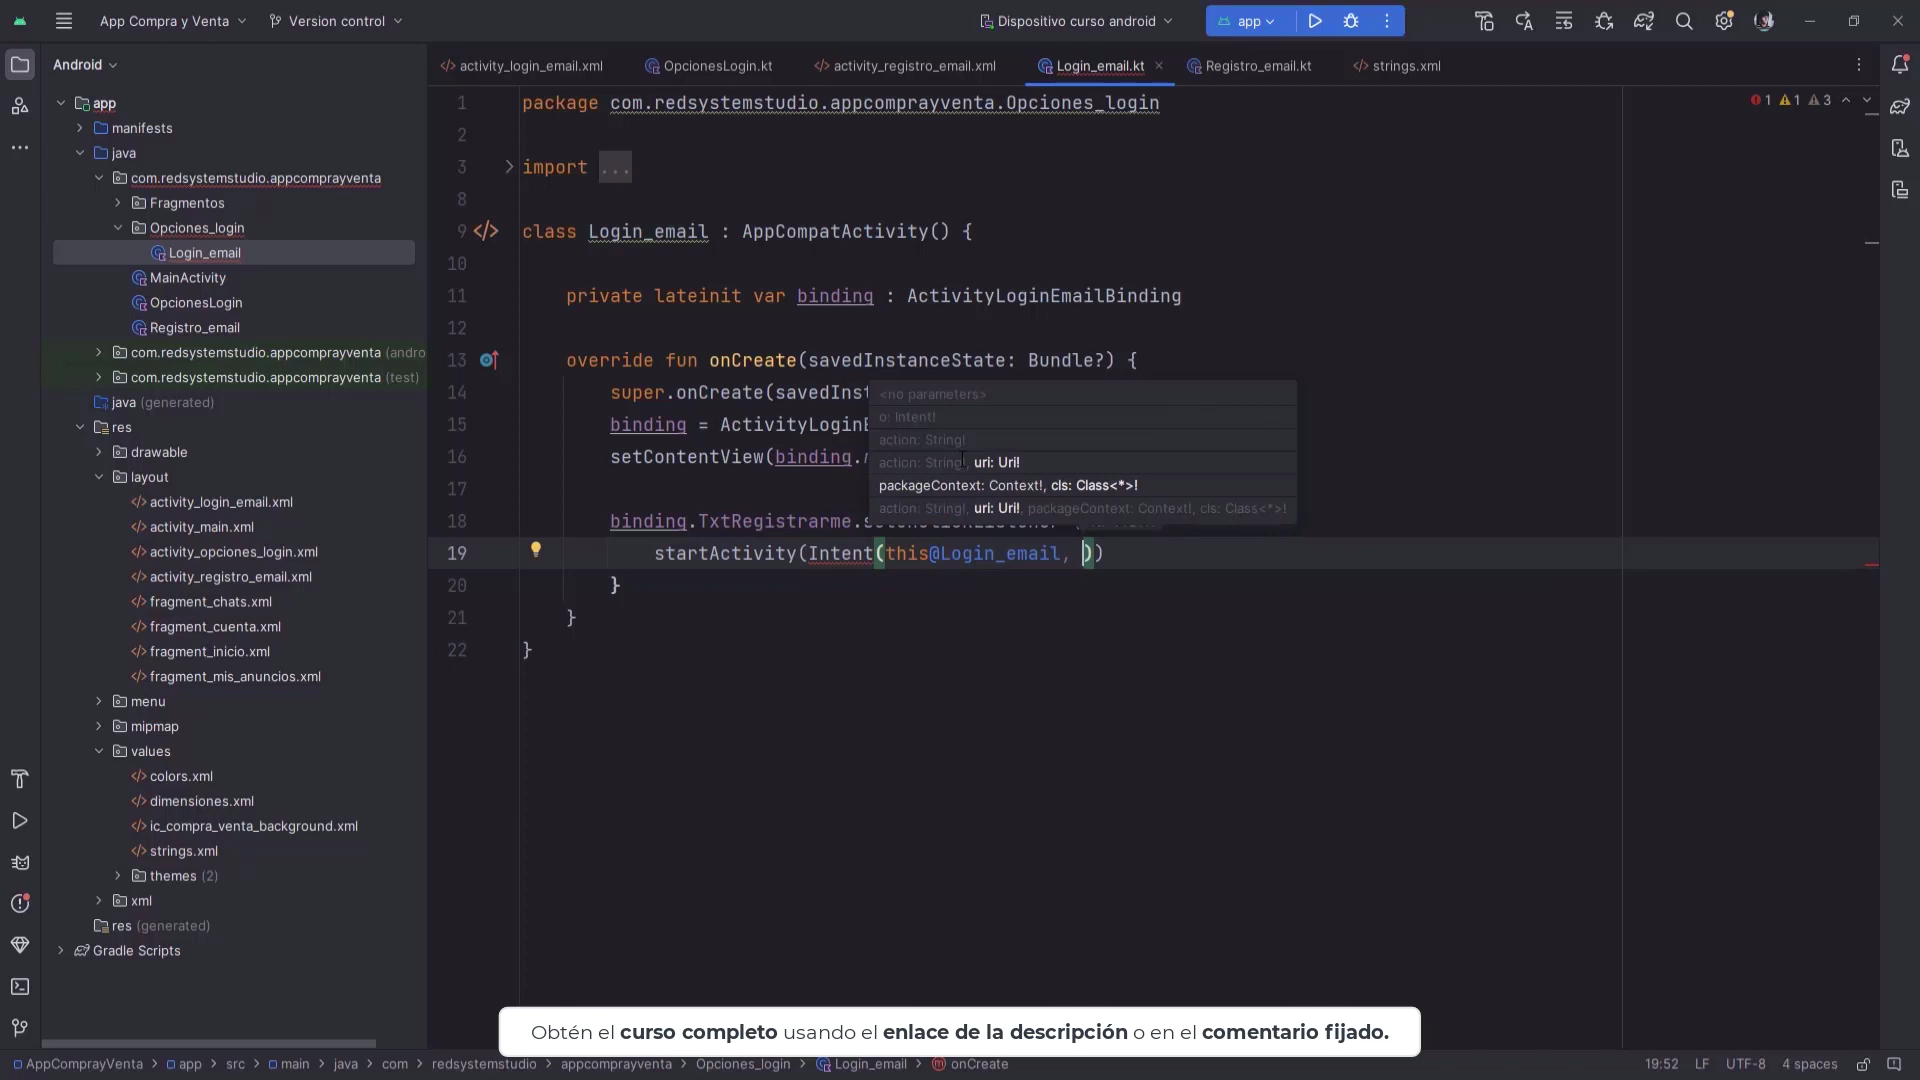 App Compra y Venta
Version control
Dispositivo curso android
app
Android
activity_login_email.xml
OpcionesLogin.kt
activity_registro_email.xml
Login_email.kt
Registro_email.kt
strings.xml
app
manifests
java
com.redsystemstudio.appcomprayventa
Fragmentos
Opciones_login
Login_email
MainActivity
OpcionesLogin
Registro_email
com.redsystemstudio.appcomprayventa (andro
com.redsystemstudio.appcomprayventa (test)
java (generated)
res
drawable
layout
activity_login_email.xml
activity_main.xml
activity_opciones_login.xml
activity_registro_email.xml
fragment_chats.xml
fragment_cuenta.xml
fragment_inicio.xml
fragment_mis_anuncios.xml
menu
mipmap
values
colors.xml
dimensiones.xml
ic_compra_venta_background.xml
strings.xml
themes (2)
xml
res (generated)
Gradle Scripts
1 package com.redsystemstudio.appcomprayventa.Opciones_login
1 1 3
2
3 import ...
8
9 class Login_email : AppCompatActivity() {
10
11 private lateinit var binding : ActivityLoginEmailBinding
12
13 override fun onCreate(savedInstanceState: Bundle?) {
14 super.onCreate(savedInst
15 binding = ActivityLoginE
16 setContentView(binding.
17
18 binding.TxtRegistrarme.
19 startActivity(Intent(this@Login_email, ))
20 }
21 }
22 }
<no parameters>
o: Intent!
action: String!
action: String!, uri: Uri!
packageContext: Context!, cls: Class<*>!
action: String!, uri: Uri!, packageContext: Context!, cls: Class<*>!
Obtén el curso completo usando el enlace de la descripción o en el comentario fijado.
AppComprayVenta > app > src > main > java > com > redsystemstudio > appcomprayventa > Opciones_login > Login_email > onCreate
19:52 LF UTF-8 4 spaces